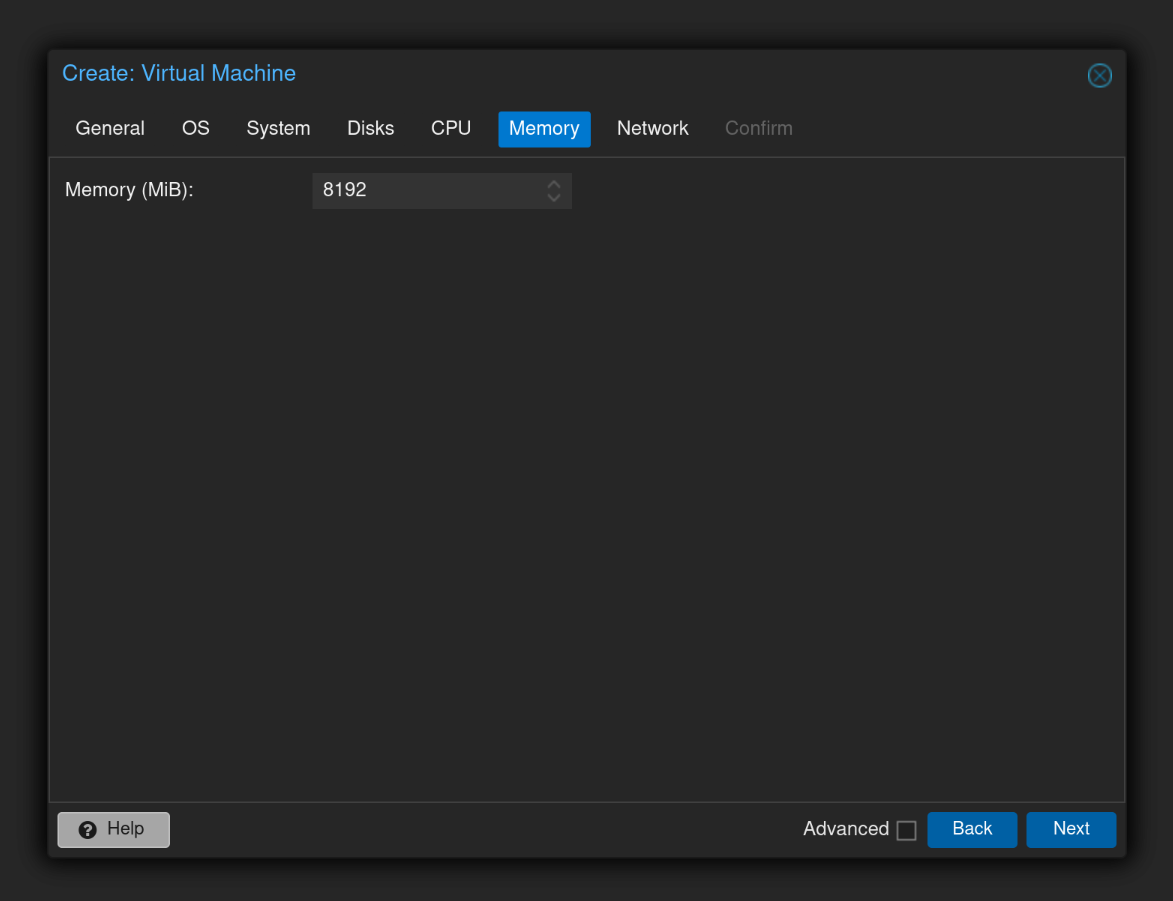 Create: Virtual Machine
General OS System Disks CPU Memory Network Confirm
Memory (MiB): 8192
Help Advanced Back Next